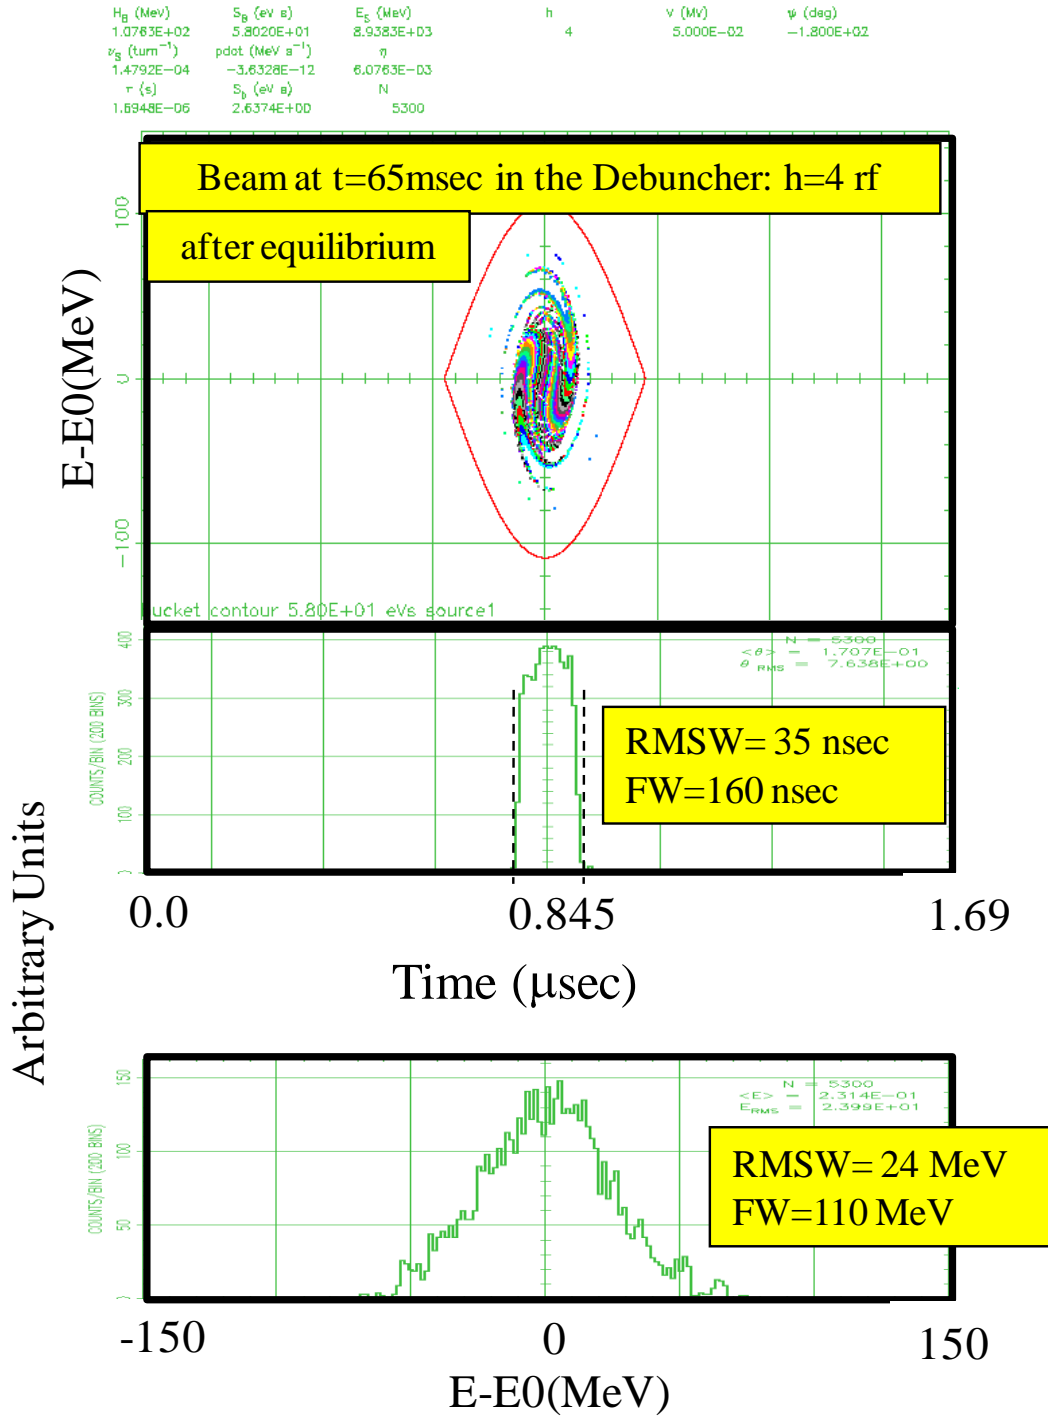 H_B (MeV) S_B (eV s) E_S (MeV) h V (MV) ψ (deg)
1.0763E+02 5.8020E+01 8.9383E+03 4 5.000E-02 -1.800E+02
ν_S (turn⁻¹) pdot (MeV s⁻¹) η
1.4792E-04 -3.6328E-12 6.0763E-03
τ (s) S_b (eV s) N
1.6948E-06 2.6374E+00 5300
Beam at t=65msec in the Debuncher: h=4 rf
after equilibrium
100
0
-100
E-E0(MeV)
ucket contour 5.80E+01 eVs source1
400
300
200
100
COUNTS/BIN (200 BINS)
N = 5300
<θ> = 1.707E-01
θ RMS = 7.638E+00
RMSW= 35 nsec
FW=160 nsec
0.0 0.845 1.69
Time (μsec)
Arbitrary Units
150
100
50
COUNTS/BIN (200 BINS)
N = 5300
<E> = 2.314E-01
E_RMS = 2.399E+01
RMSW= 24 MeV
FW=110 MeV
-150 0 150
E-E0(MeV)